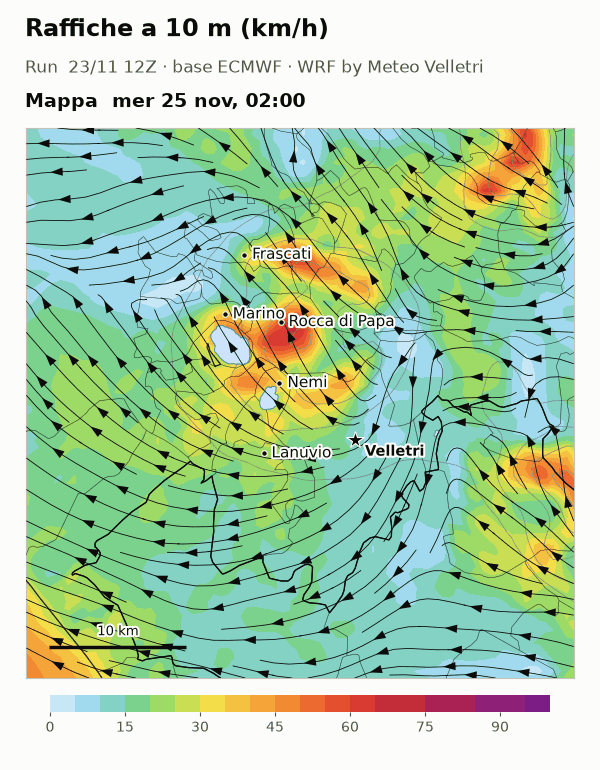 Raffiche a 10 m (km/h)
Run  23/11 12Z · base ECMWF · WRF by Meteo Velletri
Mappa  mer 25 nov, 02:00
Frascati
Marino
Rocca di Papa
Nemi
Velletri
Lanuvio
10 km
0 15 30 45 60 75 90